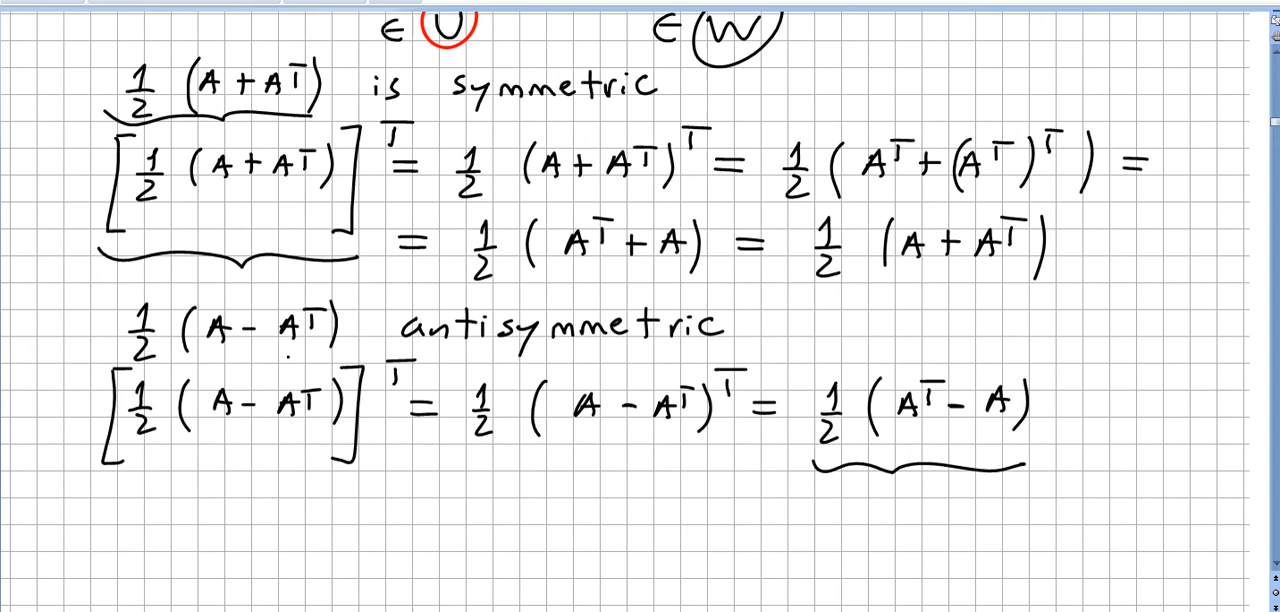 ∈ U ∈ W
1/2 (A + Aᵀ) is symmetric
[1/2 (A + Aᵀ)]ᵀ = 1/2 (A + Aᵀ)ᵀ = 1/2 (Aᵀ + (Aᵀ)ᵀ) =
= 1/2 (Aᵀ + A) = 1/2 (A + Aᵀ)
1/2 (A - Aᵀ) antisymmetric
[1/2 (A - Aᵀ)]ᵀ = 1/2 (A - Aᵀ)ᵀ = 1/2 (Aᵀ - A)